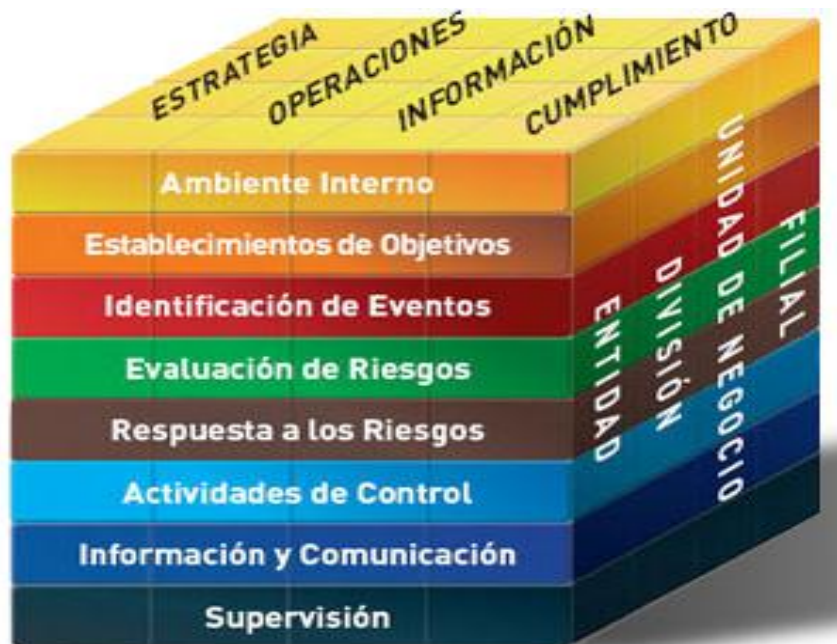 ESTRATEGIA
OPERACIONES
INFORMACIÓN
CUMPLIMIENTO
Ambiente Interno
Establecimientos de Objetivos
Identificación de Eventos
Evaluación de Riesgos
Respuesta a los Riesgos
Actividades de Control
Información y Comunicación
Supervisión
ENTIDAD
DIVISIÓN
UNIDAD DE NEGOCIO
FILIAL